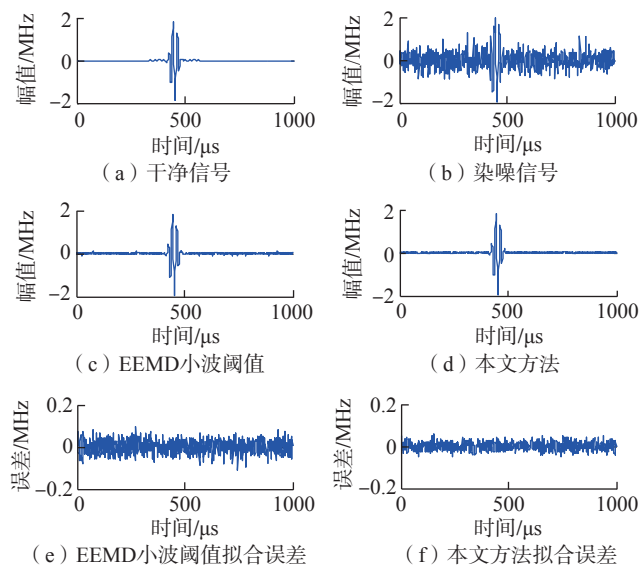 幅值/MHz
2
0
−2
0
500
1000
时间/μs
（a）干净信号
幅值/MHz
2
0
−2
0
500
1000
时间/μs
（b）染噪信号
幅值/MHz
2
0
−2
0
500
1000
时间/μs
（c）EEMD小波阈值
幅值/MHz
2
0
−2
0
500
1000
时间/μs
（d）本文方法
误差/MHz
0.2
0
−0.2
0
500
1000
时间/μs
（e）EEMD小波阈值拟合误差
误差/MHz
0.2
0
−0.2
0
500
1000
时间/μs
（f）本文方法拟合误差